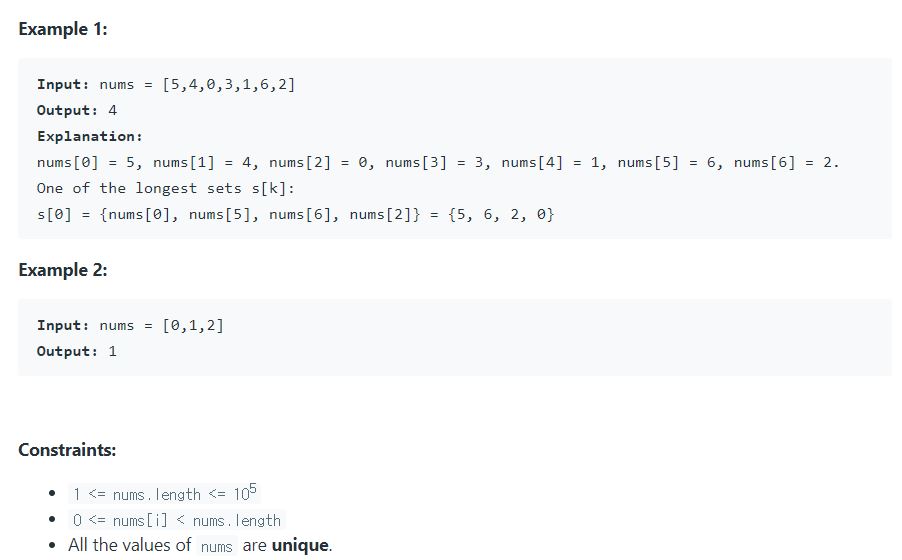 Example 1:
Input: nums = [5,4,0,3,1,6,2]
Output: 4
Explanation:
nums[0] = 5, nums[1] = 4, nums[2] = 0, nums[3] = 3, nums[4] = 1, nums[5] = 6, nums[6] = 2.
One of the longest sets s[k]:
s[0] = {nums[0], nums[5], nums[6], nums[2]} = {5, 6, 2, 0}
Example 2:
Input: nums = [0,1,2]
Output: 1
Constraints:
• 1 <= nums.length <= 10⁵
• 0 <= nums[i] < nums.length
• All the values of nums are unique.